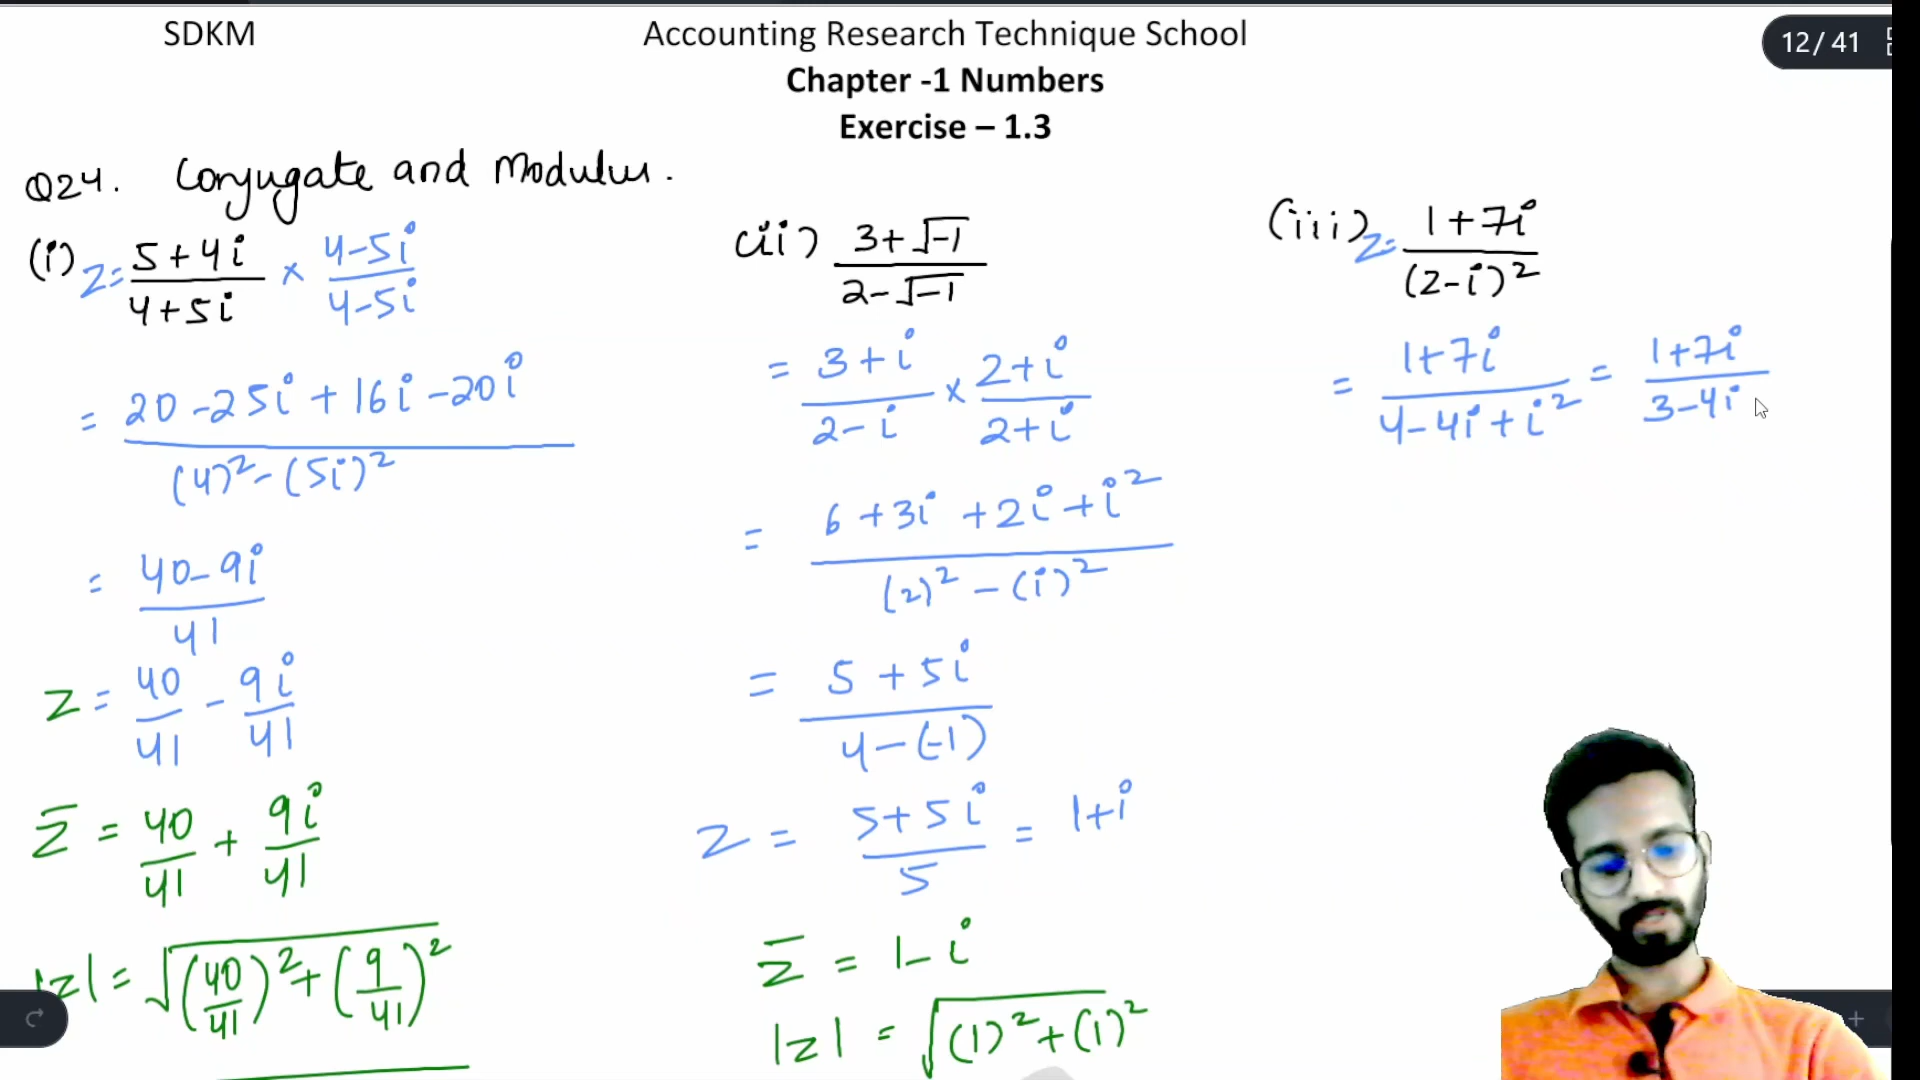 SDKM Accounting Research Technique School 12/ 41
Chapter -1 Numbers
Exercise – 1.3
Q24. Conjugate and Modulus.
(i) Z= 5+4i / 4+5i × 4-5i / 4-5i
= 20-25i+16i-20i / (4)²-(5i)²
= 40-9i / 41
Z = 40/41 - 9i/41
Z̅ = 40/41 + 9i/41
|z| = √(40/41)²+(9/41)²
(ii) 3+√-1 / 2-√-1
= 3+i / 2-i × 2+i / 2+i
= 6+3i+2i+i² / (2)²-(i)²
= 5+5i / 4-(-1)
Z = 5+5i / 5 = 1+i
Z̅ = 1-i
|z| = √(1)²+(1)²
(iii) Z= 1+7i / (2-i)²
= 1+7i / 4-4i+i² = 1+7i / 3-4i